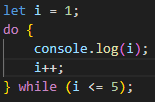 let i = 1;
do {
    console.log(i);
    i++;
} while (i <= 5);